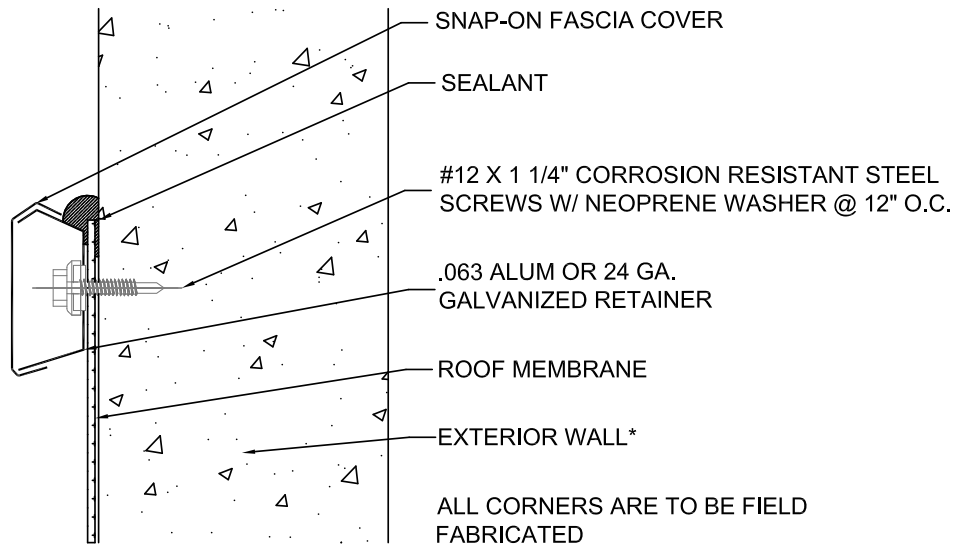 SNAP-ON FASCIA COVER
SEALANT
#12 X 1 1/4" CORROSION RESISTANT STEEL
SCREWS W/ NEOPRENE WASHER @ 12" O.C.
.063 ALUM OR 24 GA.
GALVANIZED RETAINER
ROOF MEMBRANE
EXTERIOR WALL*
ALL CORNERS ARE TO BE FIELD
FABRICATED